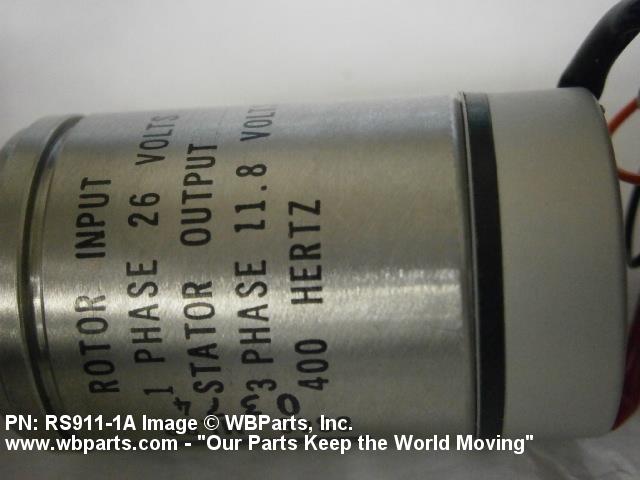 ROTOR INPUT
1 PHASE 26 VOLTS
STATOR OUTPUT
3 PHASE 11.8 VOLTS
400 HERTZ
PN: RS911-1A Image © WBParts, Inc.
www.wbparts.com - "Our Parts Keep the World Moving"